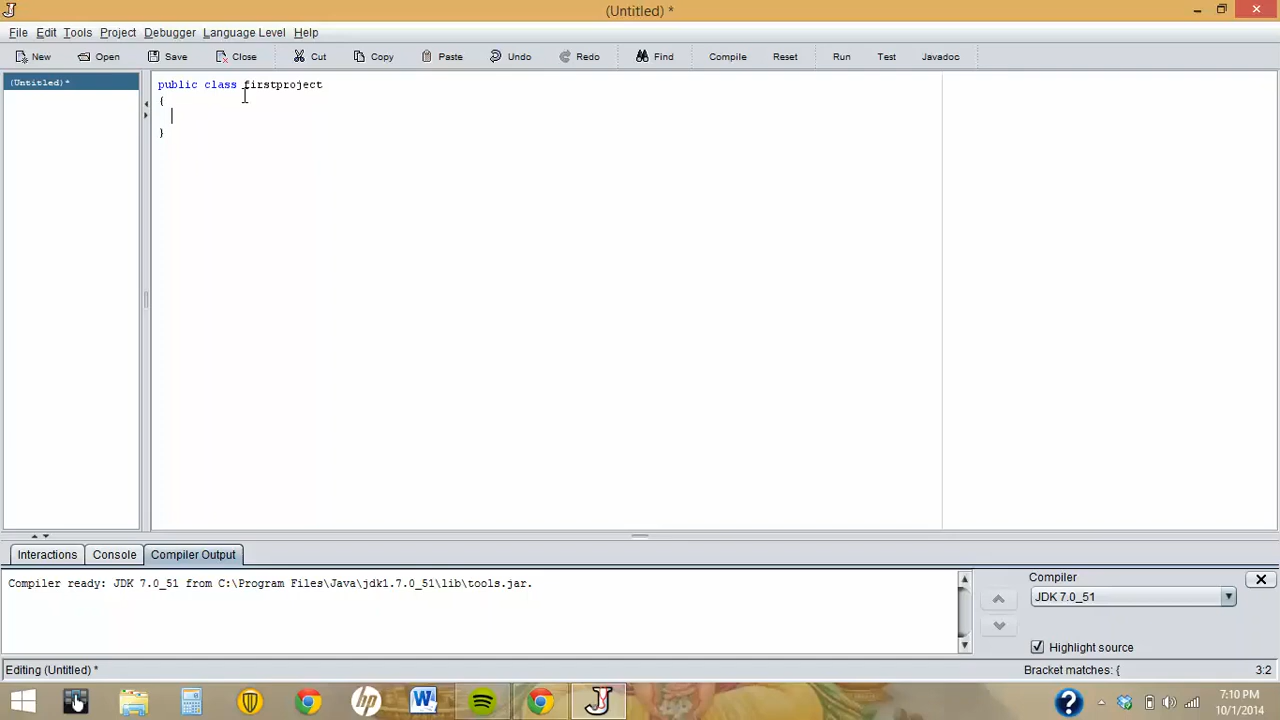 (Untitled) *
File Edit Tools Project Debugger Language Level Help
New Open Save Close Cut Copy Paste Undo Redo Find Compile Reset Run Test Javadoc
(Untitled)*
public class firstproject
{
}
Interactions Console Compiler Output
Compiler ready: JDK 7.0_51 from C:\Program Files\Java\jdk1.7.0_51\lib\tools.jar.
Compiler
JDK 7.0_51
Highlight source
Editing (Untitled) *
Bracket matches: {
3:2
7:10 PM
10/1/2014